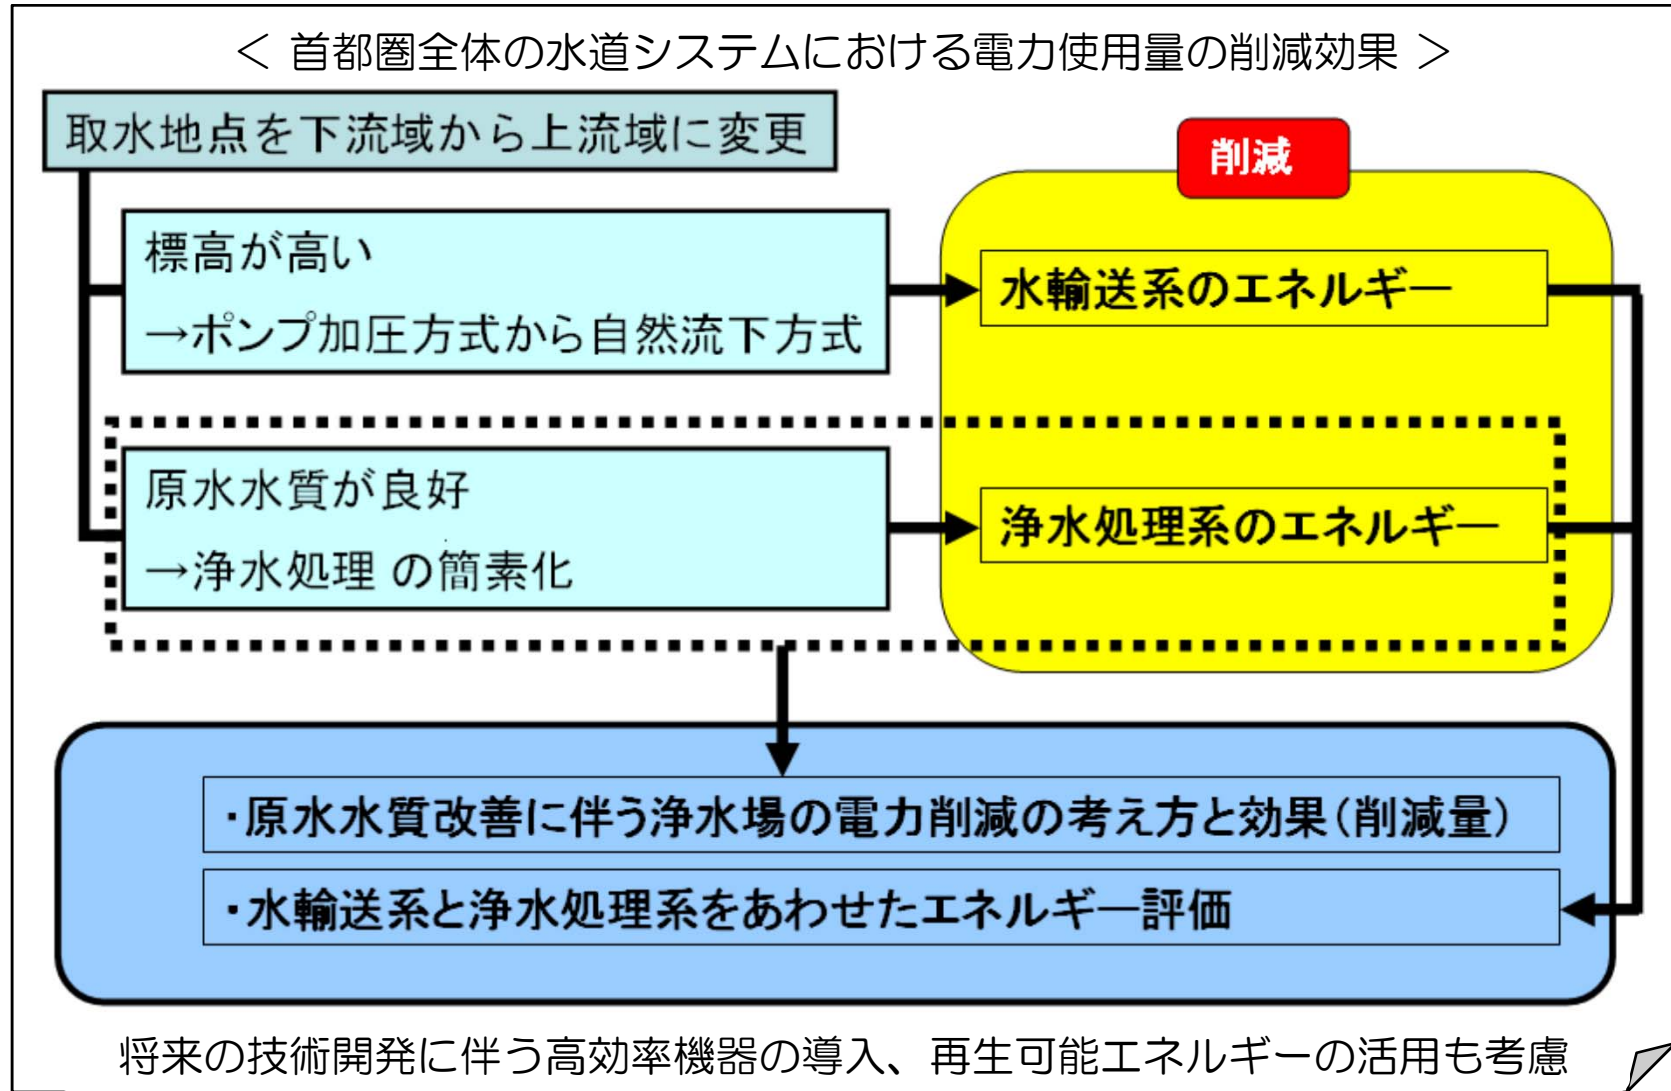 ＜ 首都圏全体の水道システムにおける電力使用量の削減効果 ＞
取水地点を下流域から上流域に変更
削減
標高が高い
→ポンプ加圧方式から自然流下方式
水輸送系のエネルギー
原水水質が良好
→浄水処理 の簡素化
浄水処理系のエネルギー
・原水水質改善に伴う浄水場の電力削減の考え方と効果（削減量）
・水輸送系と浄水処理系をあわせたエネルギー評価
将来の技術開発に伴う高効率機器の導入、再生可能エネルギーの活用も考慮